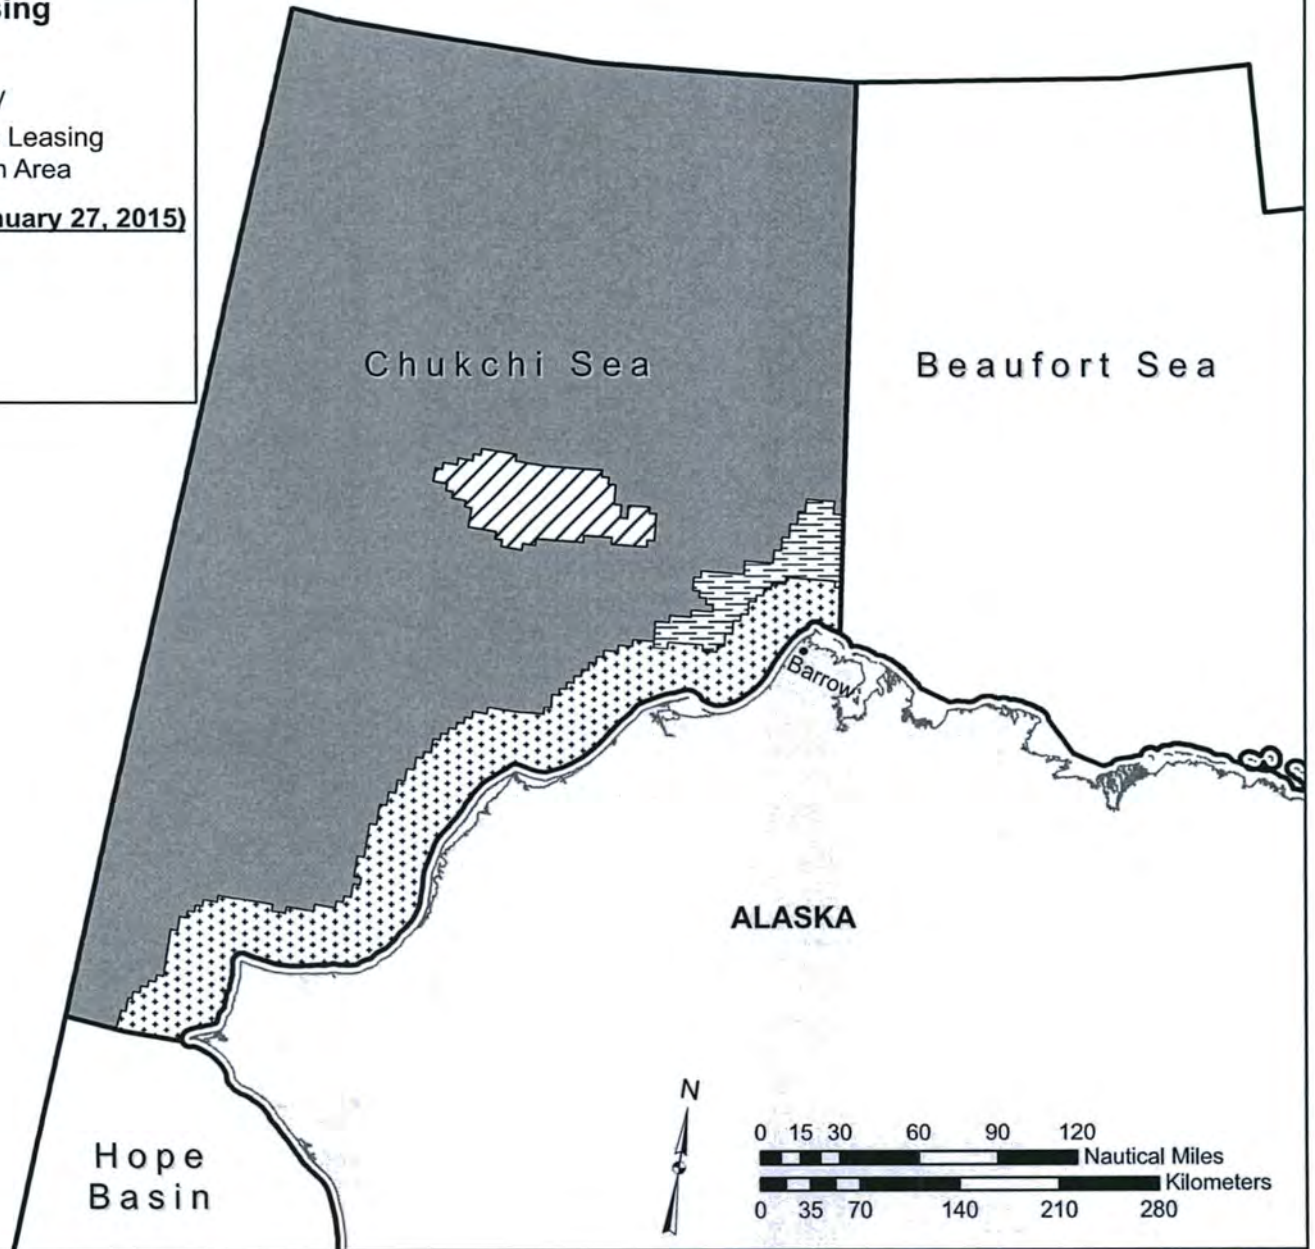 sing
y
Leasing
n Area
nuary 27, 2015)
Chukchi Sea
Beaufort Sea
Barrow
ALASKA
Hope
Basin
N
0 15 30 60 90 120
Nautical Miles
Kilometers
0 35 70 140 210 280